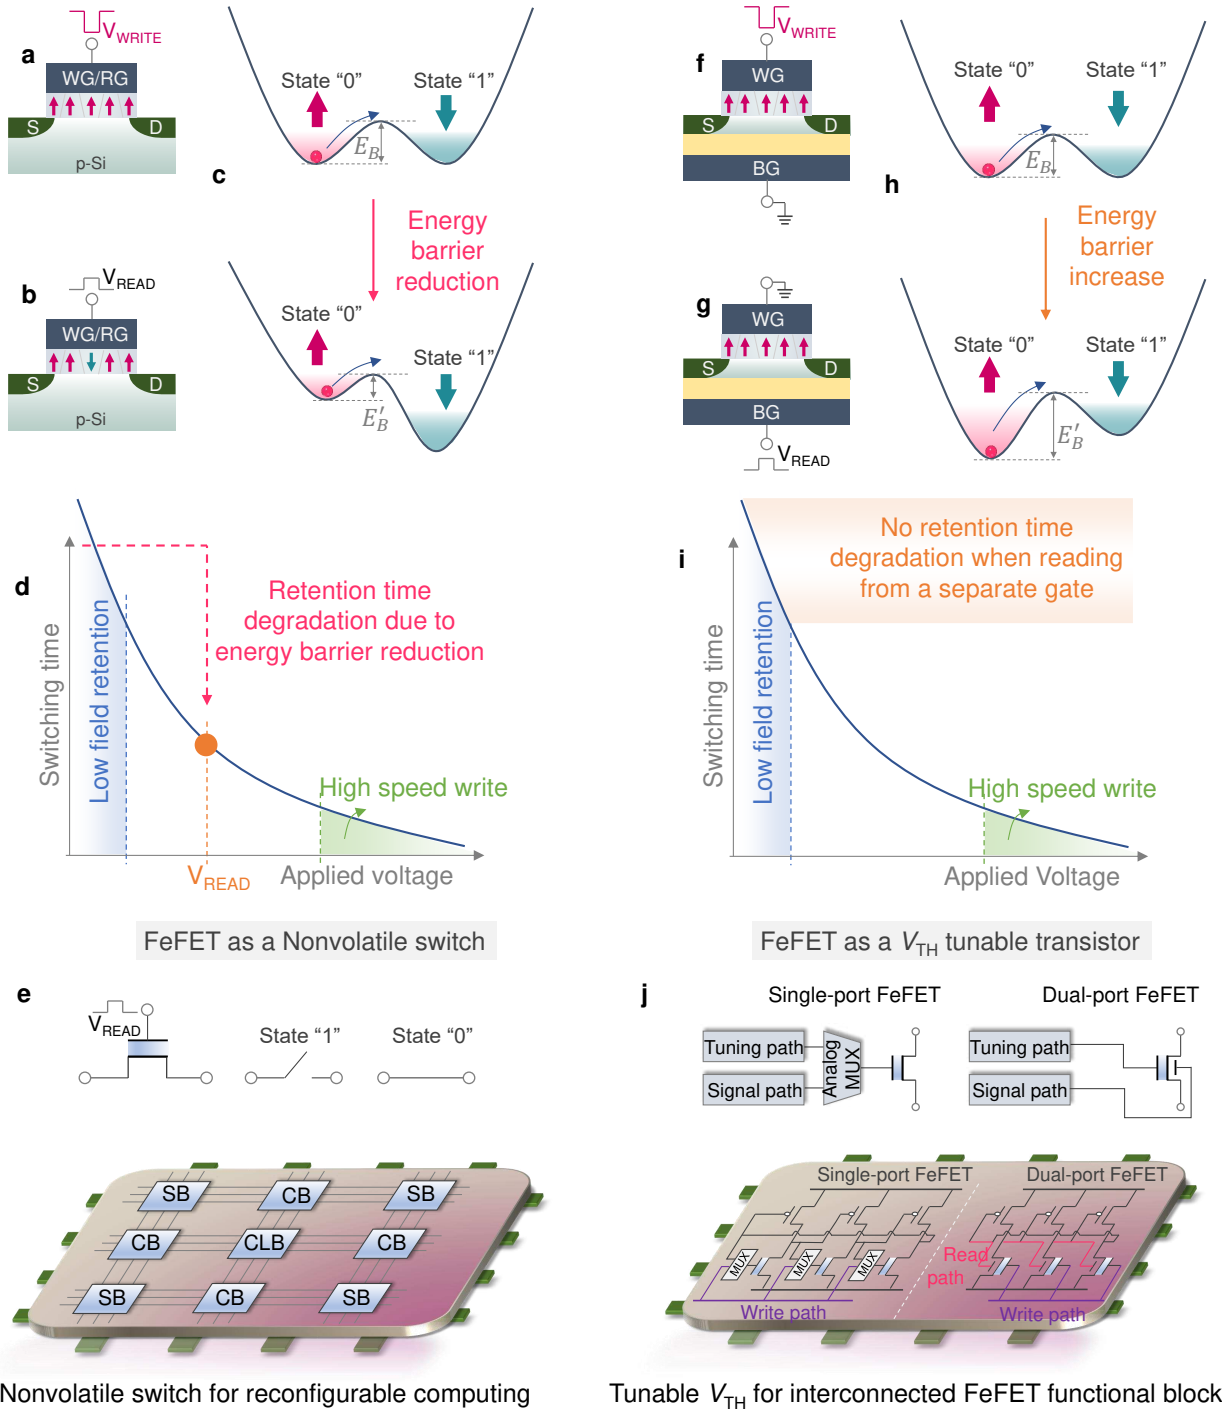 a
V_WRITE
WG/RG
S
D
p-Si
State “0”
State “1”
E_B
c
Energy
barrier
reduction
b
V_READ
WG/RG
S
D
p-Si
State “0”
State “1”
E′_B
d
Switching time
Low field retention
Retention time
degradation due to
energy barrier reduction
High speed write
V_READ
Applied voltage
FeFET as a Nonvolatile switch
e
V_READ
State “1”
State “0”
SB
CB
SB
CB
CLB
CB
SB
CB
SB
Nonvolatile switch for reconfigurable computing
f
V_WRITE
WG
S
D
BG
State “0”
State “1”
E_B
h
Energy
barrier
increase
g
WG
S
D
BG
V_READ
State “0”
State “1”
E′_B
i
Switching time
Low field retention
No retention time
degradation when reading
from a separate gate
High speed write
Applied Voltage
FeFET as a V_TH tunable transistor
j
Single-port FeFET
Dual-port FeFET
Tuning path
Signal path
Analog
MUX
Tuning path
Signal path
Single-port FeFET
Dual-port FeFET
MUX
MUX
MUX
Read
path
Write path
Write path
Tunable V_TH for interconnected FeFET functional block